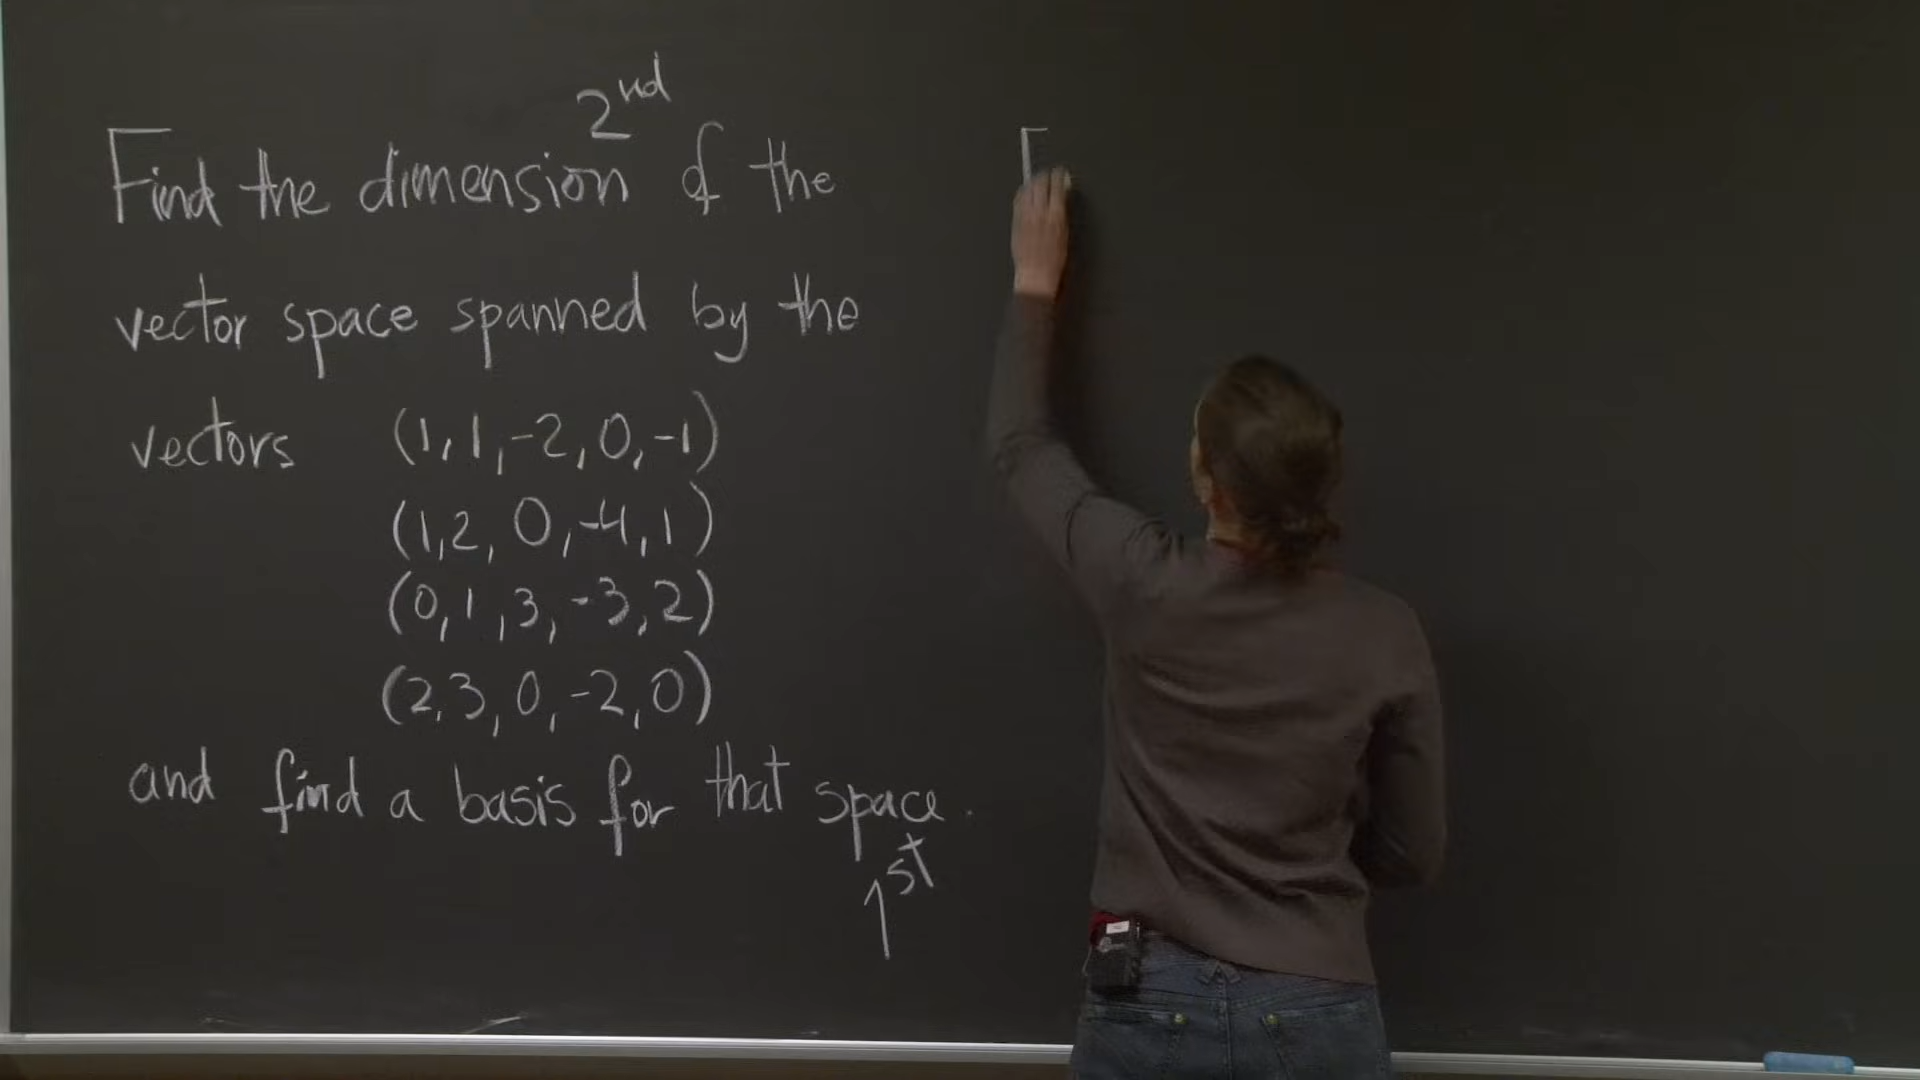 2nd
Find the dimension of the
vector space spanned by the
vectors (1,1,-2,0,-1)
(1,2,0,-4,1)
(0,1,3,-3,2)
(2,3,0,-2,0)
and find a basis for that space.
1st